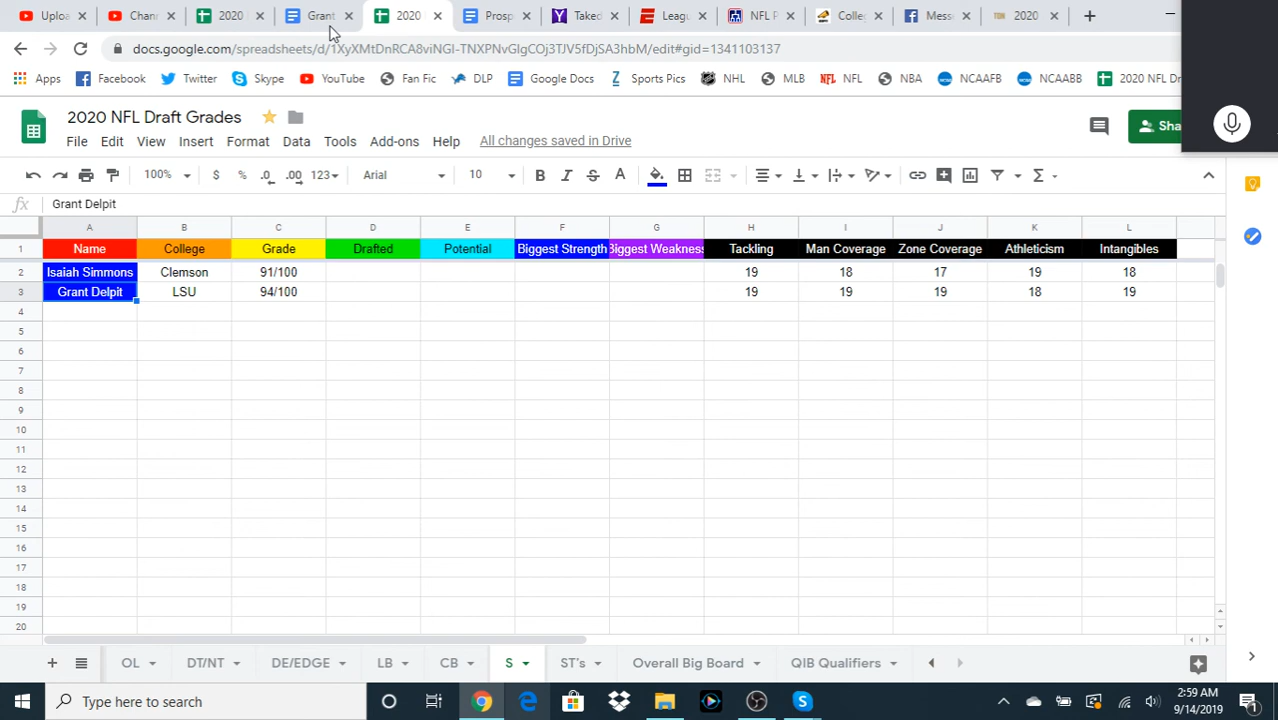 Uploa Chann 2020 Grant 2020 Prosp Taked Leagu NFL P Colle Mess TDN 2020
docs.google.com/spreadsheets/d/1XyXMtDnRCA8viNGI-TNXPNvGlgCOj3TJV5fDjSA3hbM/edit#gid=1341103137
Apps Facebook Twitter Skype YouTube Fan Fic DLP Google Docs Sports Pics NHL MLB NFL NBA NCAAFB NCAABB 2020 NFL Dr
2020 NFL Draft Grades
File Edit View Insert Format Data Tools Add-ons Help All changes saved in Drive Sha
100% $ % .0 .00 123 Arial 10 B I S A
fx Grant Delpit
A B C D E F G H I J K L
1 Name College Grade Drafted Potential Biggest Strength Biggest Weakness Tackling Man Coverage Zone Coverage Athleticism Intangibles
2 Isaiah Simmons Clemson 91/100 19 18 17 19 18
3 Grant Delpit LSU 94/100 19 19 19 18 19
4
5
6
7
8
9
10
11
12
13
14
15
16
17
18
19
20
OL DT/NT DE/EDGE LB CB S ST's Overall Big Board QIB Qualifiers
Type here to search
2:59 AM
9/14/2019
1